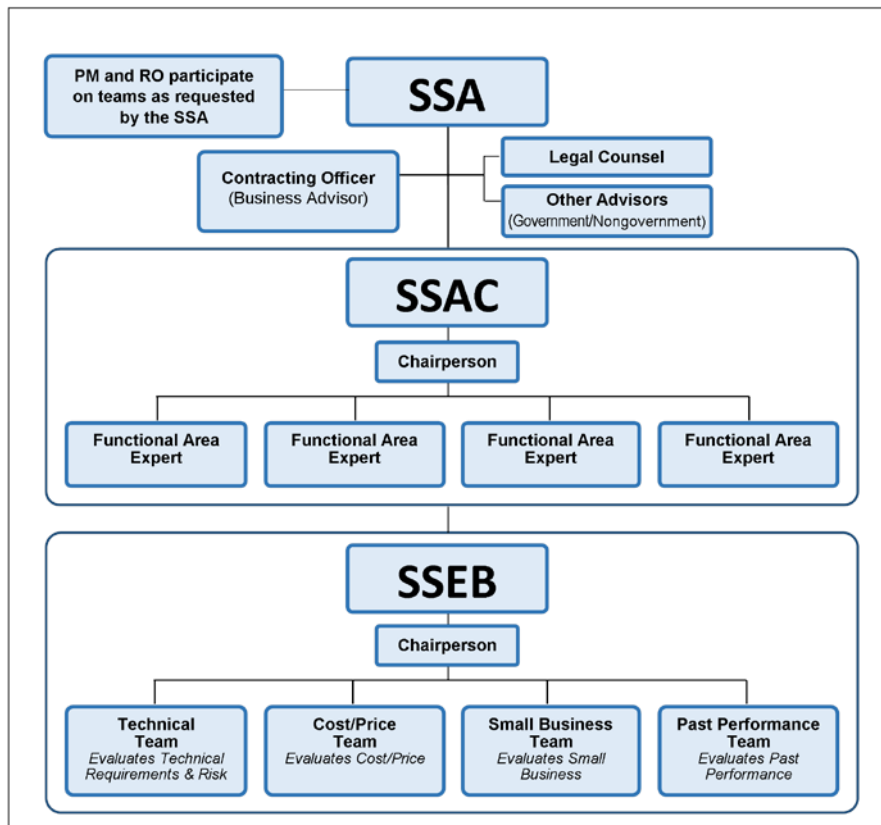 PM and RO participate
on teams as requested
by the SSA
SSA
Contracting Officer
(Business Advisor)
Legal Counsel
Other Advisors
(Government/Nongovernment)
SSAC
Chairperson
Functional Area
Expert
Functional Area
Expert
Functional Area
Expert
Functional Area
Expert
SSEB
Chairperson
Technical
Team
Evaluates Technical
Requirements & Risk
Cost/Price
Team
Evaluates Cost/Price
Small Business
Team
Evaluates Small
Business
Past Performance
Team
Evaluates Past
Performance